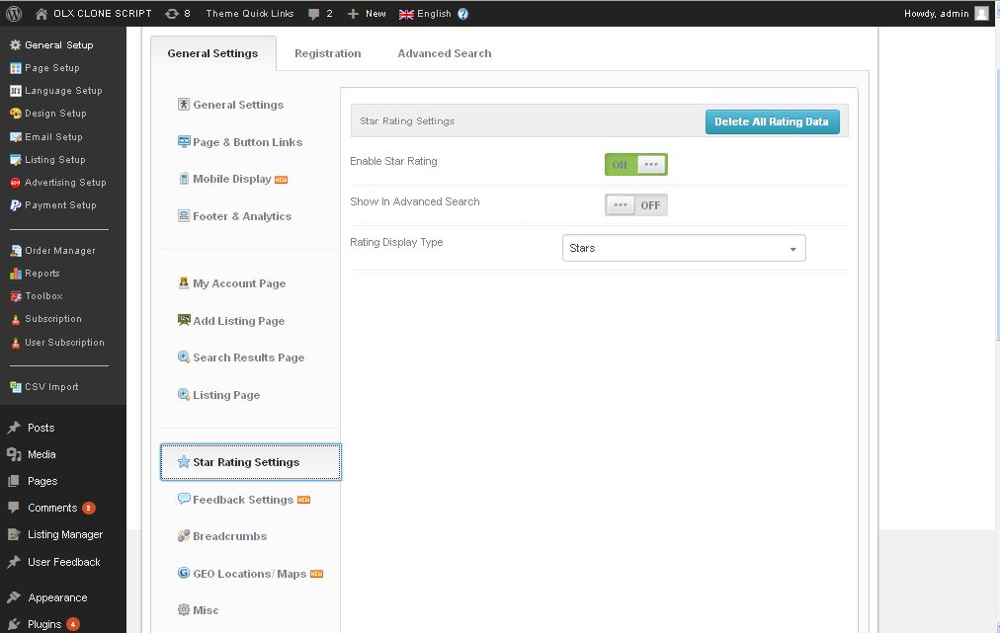 OLX CLONE SCRIPT 8 Theme Quick Links 2 New English ? Howdy, admin
General Setup
Page Setup
Language Setup
Design Setup
Email Setup
Listing Setup
Advertising Setup
Payment Setup
Order Manager
Reports
Toolbox
Subscription
User Subscription
CSV Import
Posts
Media
Pages
Comments 2
Listing Manager
User Feedback
Appearance
Plugins 4
General Settings Registration Advanced Search
General Settings
Page & Button Links
Mobile Display NEW
Footer & Analytics
My Account Page
Add Listing Page
Search Results Page
Listing Page
Star Rating Settings
Feedback Settings NEW
Breadcrumbs
GEO Locations/Maps NEW
Misc
Star Rating Settings Delete All Rating Data
Enable Star Rating ON
Show In Advanced Search OFF
Rating Display Type Stars